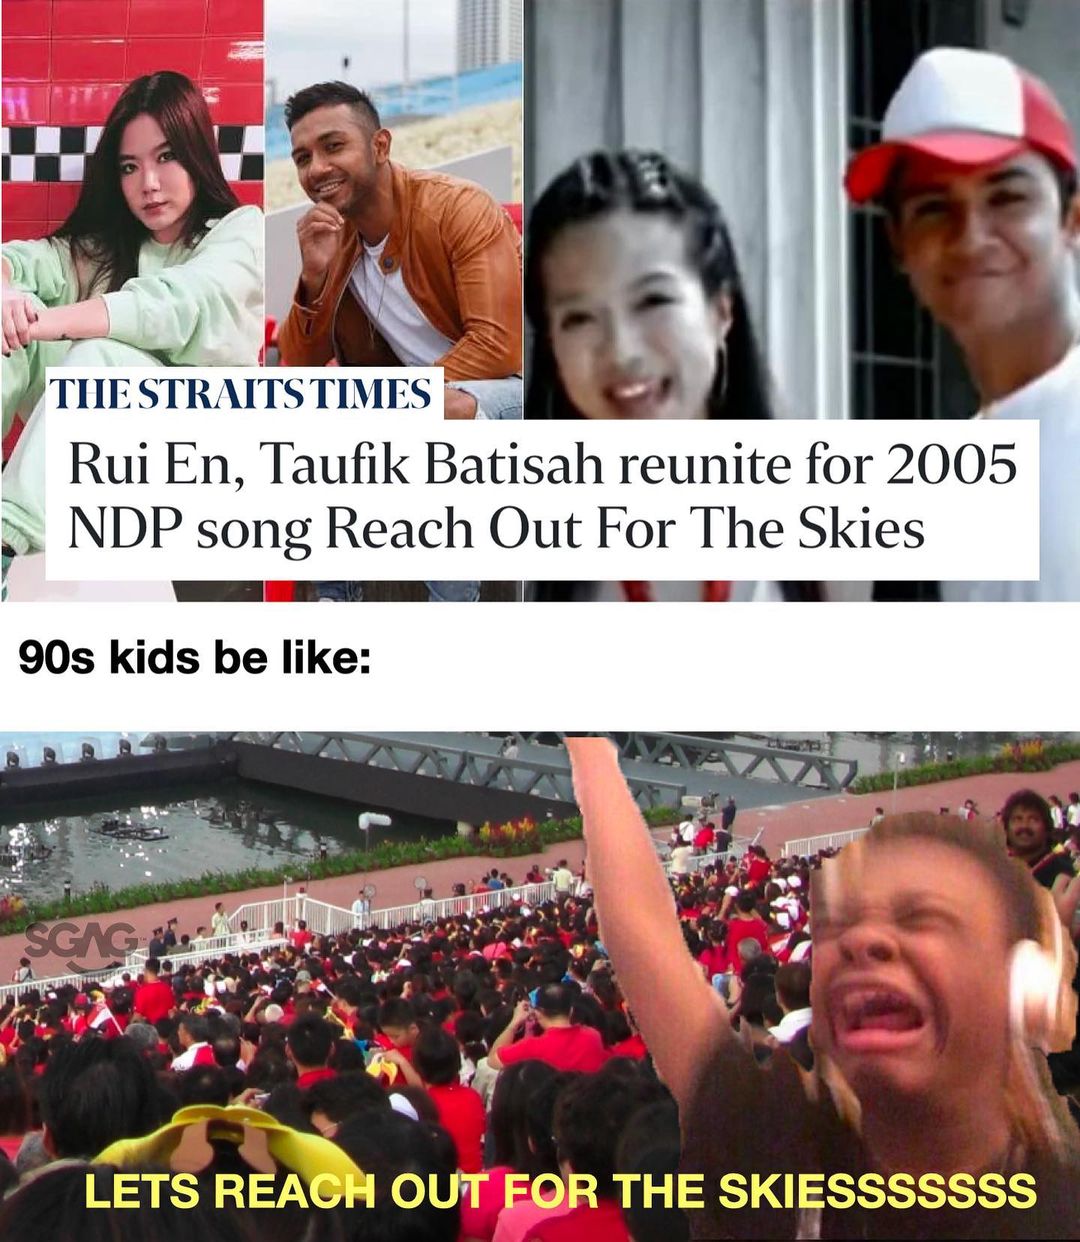 THE STRAITS TIMES
Rui En, Taufik Batisah reunite for 2005
NDP song Reach Out For The Skies
90s kids be like:
SGAG
LETS REACH OUT FOR THE SKIESSSSSSS